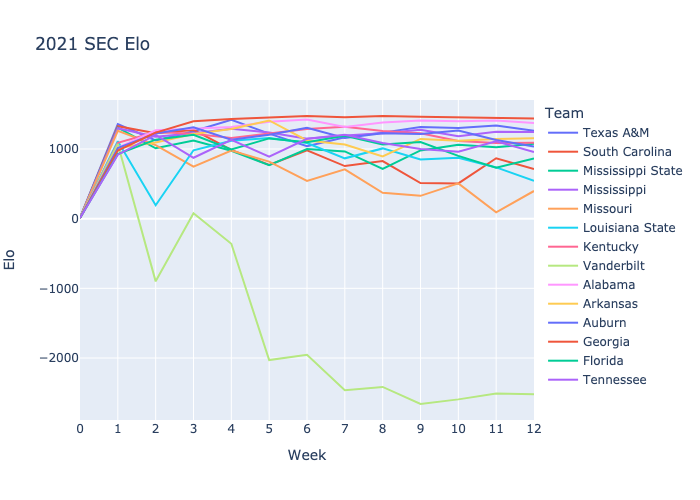 2021 SEC Elo
Team
Texas A&M
South Carolina
Mississippi State
Mississippi
Missouri
Louisiana State
Kentucky
Vanderbilt
Alabama
Arkansas
Auburn
Georgia
Florida
Tennessee
Elo
1000
0
−1000
−2000
0 1 2 3 4 5 6 7 8 9 10 11 12
Week